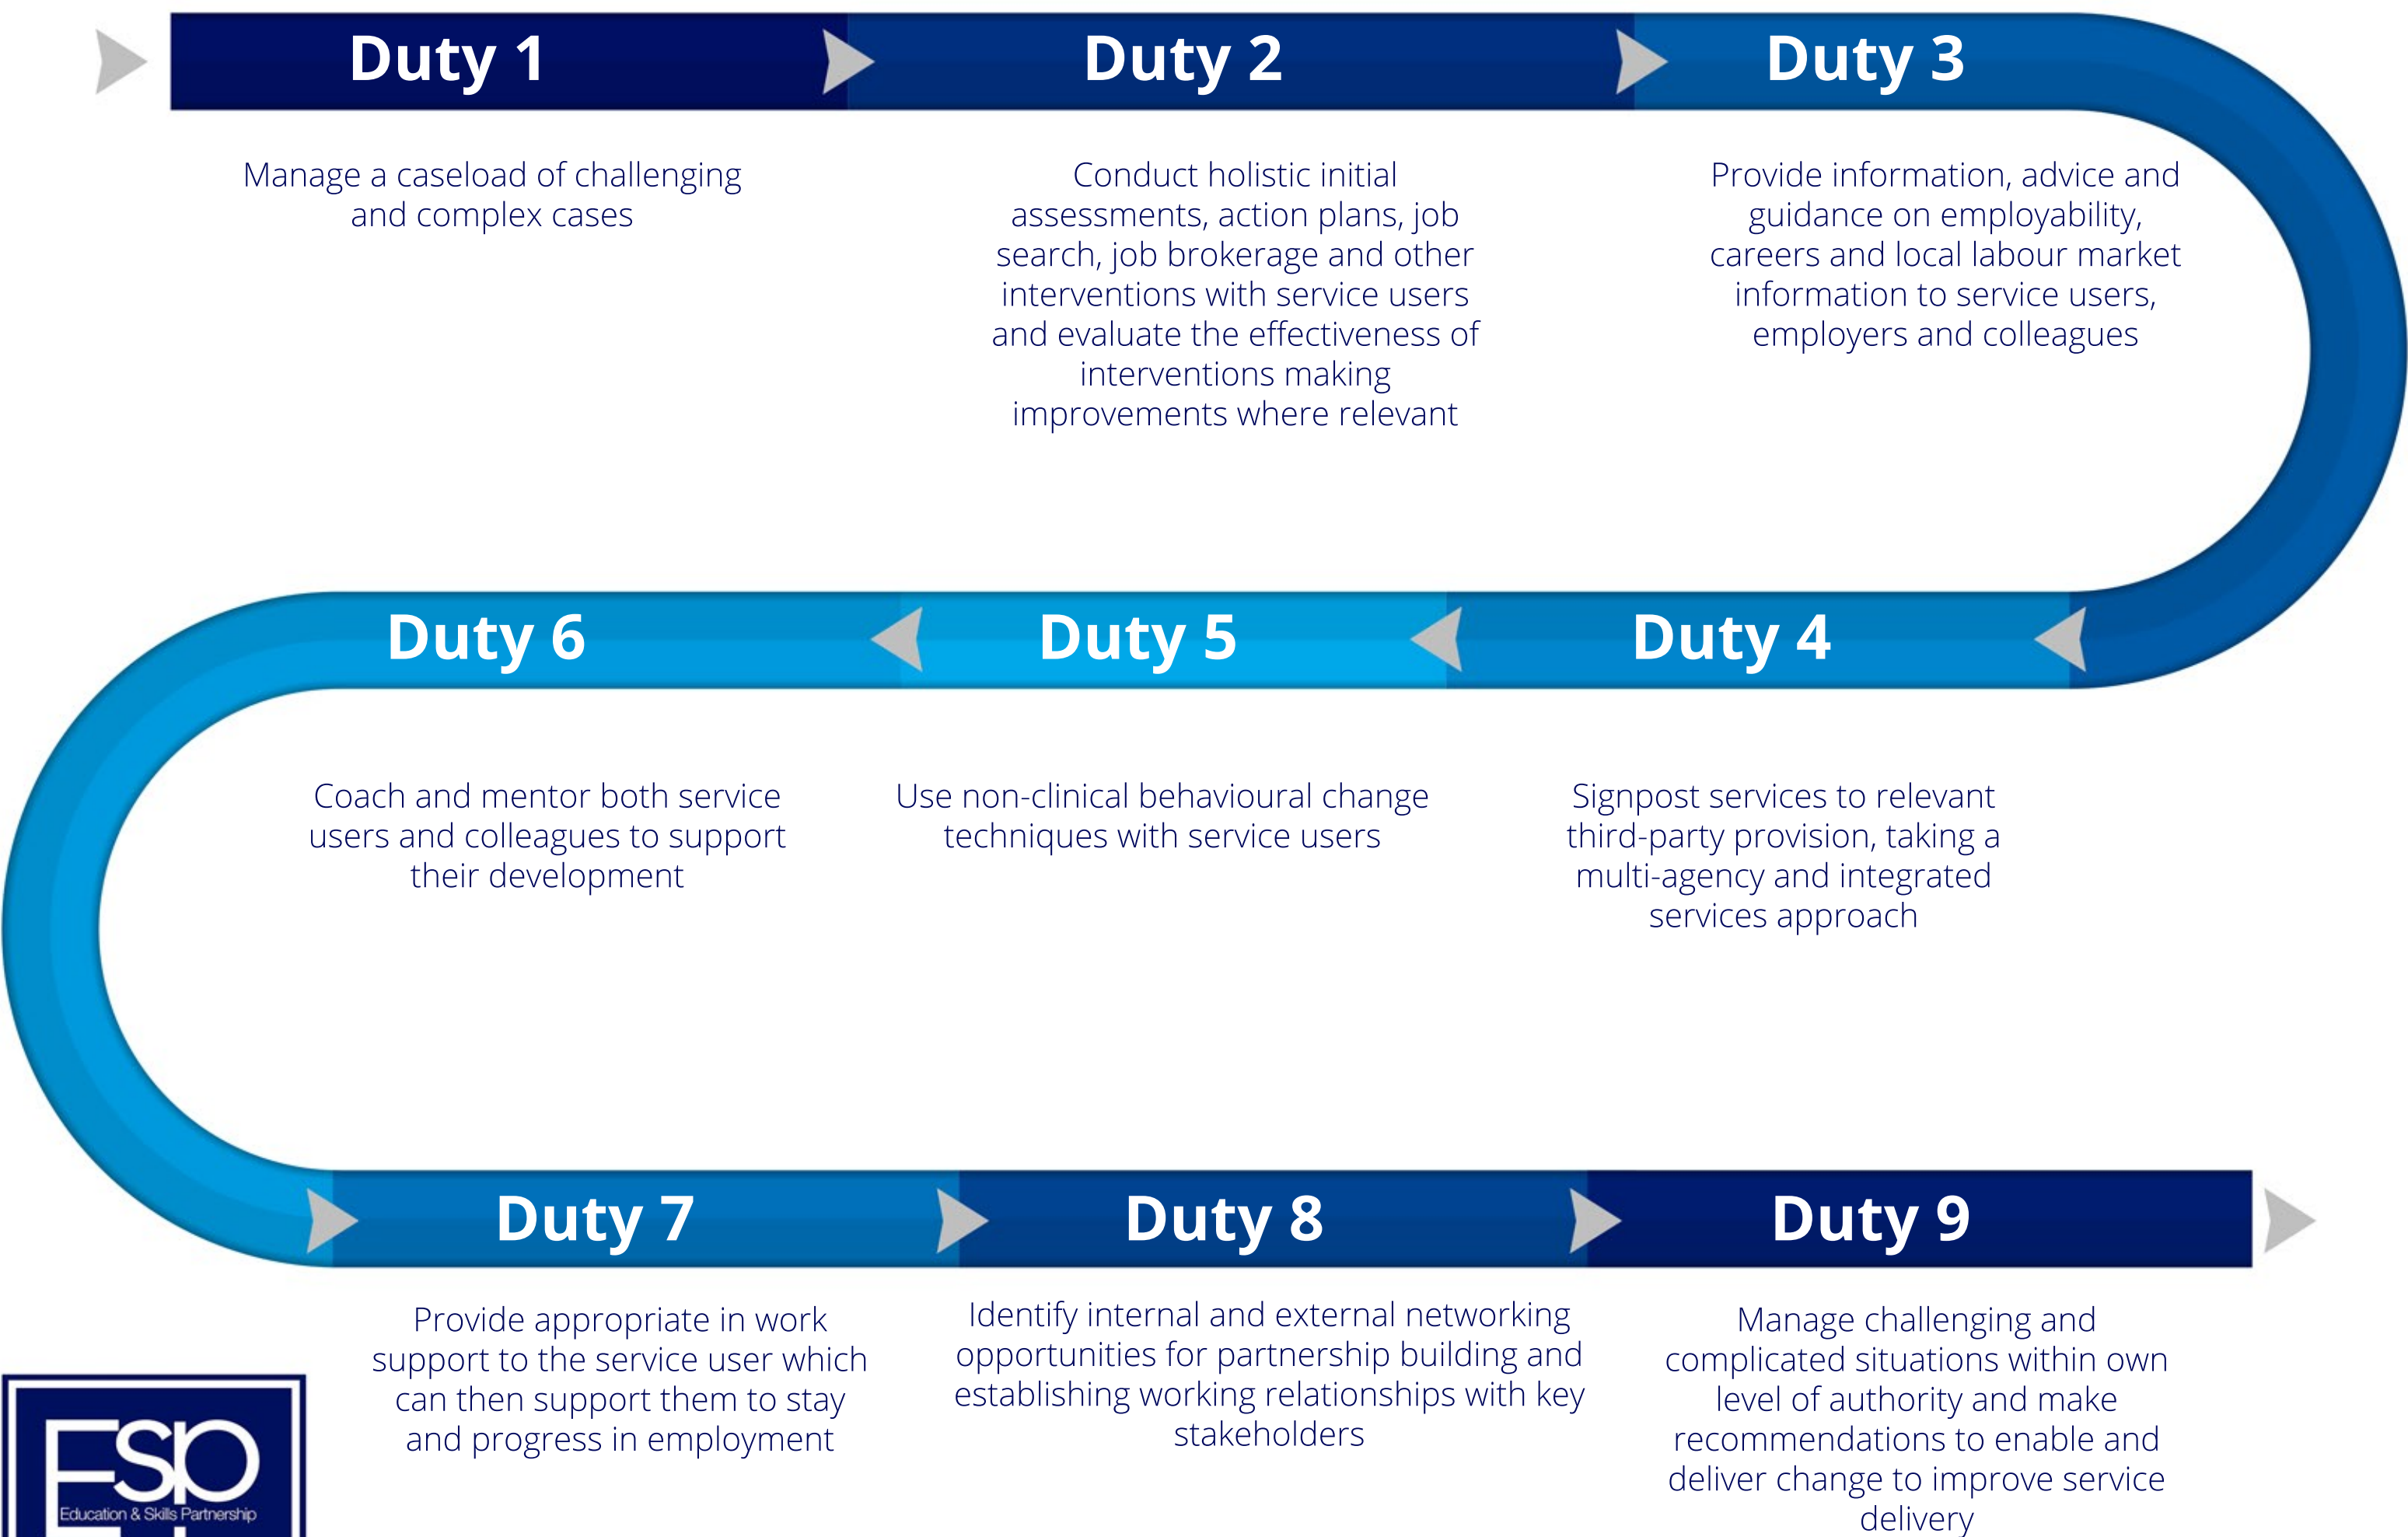 Duty 1
Manage a caseload of challenging
and complex cases
Duty 2
Conduct holistic initial
assessments, action plans, job
search, job brokerage and other
interventions with service users
and evaluate the effectiveness of
interventions making
improvements where relevant
Duty 3
Provide information, advice and
guidance on employability,
careers and local labour market
information to service users,
employers and colleagues
Duty 4
Signpost services to relevant
third-party provision, taking a
multi-agency and integrated
services approach
Duty 5
Use non-clinical behavioural change
techniques with service users
Duty 6
Coach and mentor both service
users and colleagues to support
their development
Duty 7
Provide appropriate in work
support to the service user which
can then support them to stay
and progress in employment
Duty 8
Identify internal and external networking
opportunities for partnership building and
establishing working relationships with key
stakeholders
Duty 9
Manage challenging and
complicated situations within own
level of authority and make
recommendations to enable and
deliver change to improve service
delivery
Esp
Education & Skills Partnership